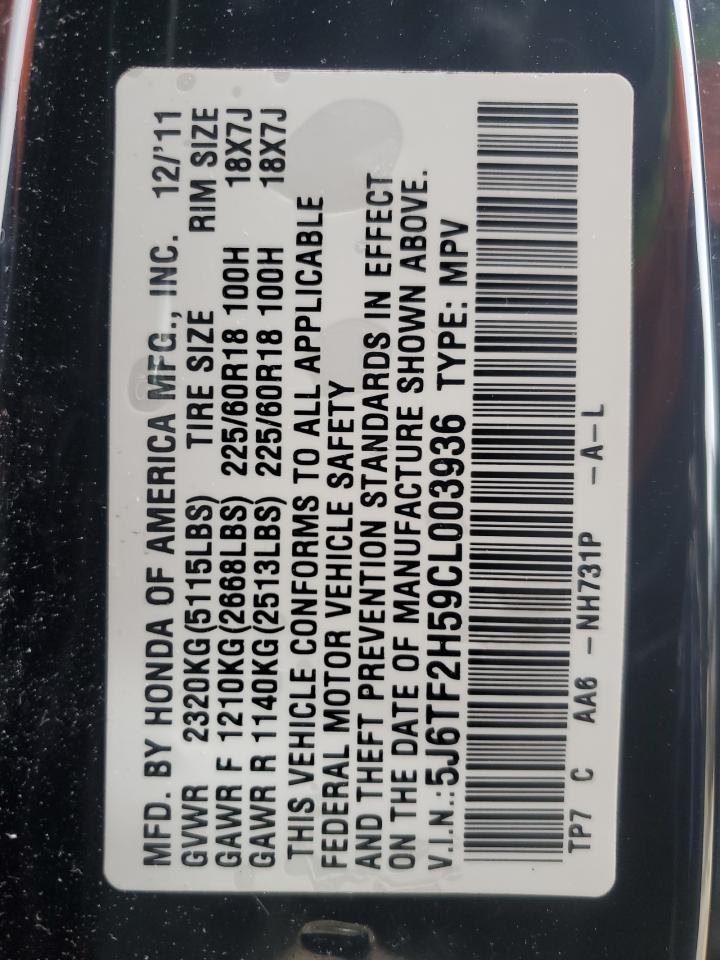 MFD. BY HONDA OF AMERICA MFG., INC. 12/'11
GVWR 2320KG(5115LBS) TIRE SIZE RIM SIZE
GAWR F 1210KG(2668LBS) 225/60R18 100H 18X7J
GAWR R 1140KG(2513LBS) 225/60R18 100H 18X7J
THIS VEHICLE CONFORMS TO ALL APPLICABLE
FEDERAL MOTOR VEHICLE SAFETY
AND THEFT PREVENTION STANDARDS IN EFFECT
ON THE DATE OF MANUFACTURE SHOWN ABOVE.
V.I.N.:5J6TF2H59CL003936 TYPE: MPV
TP7 C AA6 -NH731P -A-L